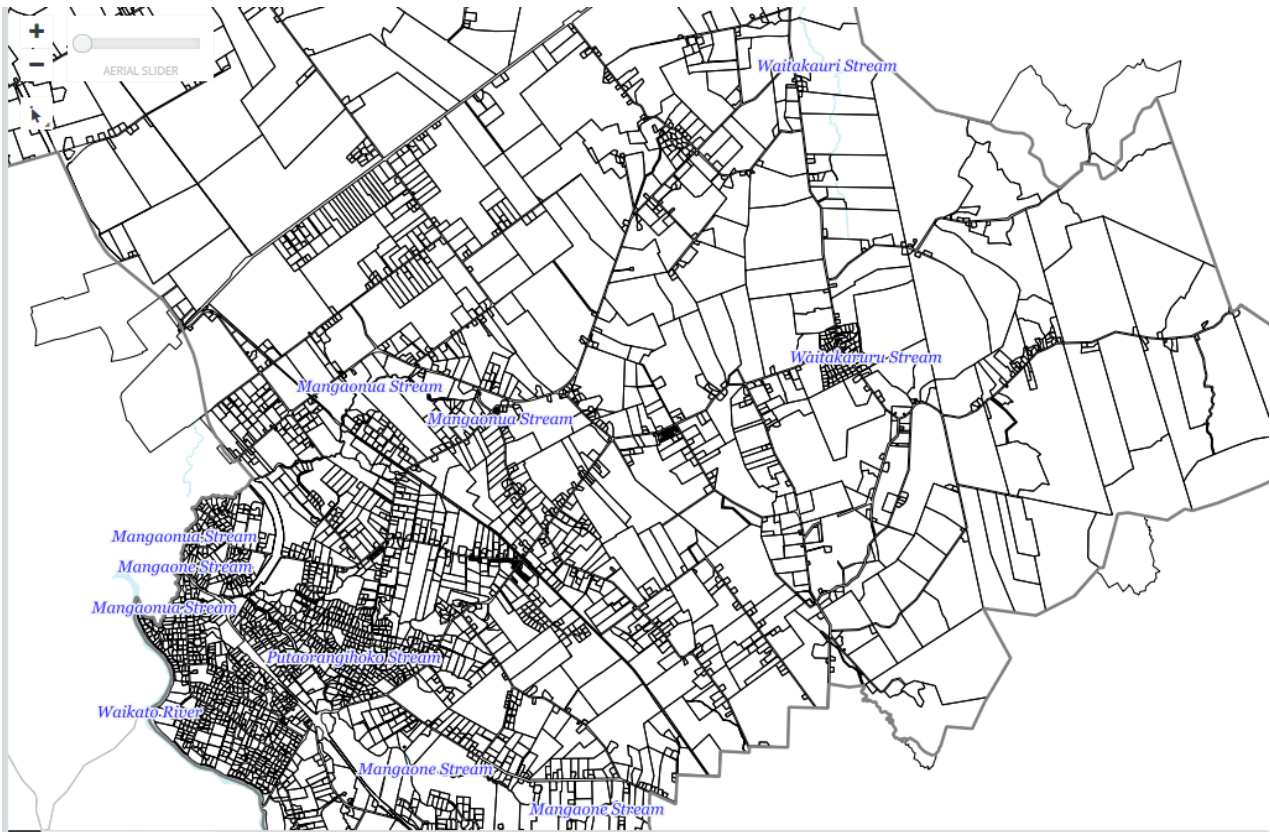 +
−
AERIAL SLIDER
Waitakauri Stream
Waitakaruru Stream
Mangaonua Stream
Mangaonua Stream
Mangaonua Stream
Mangaone Stream
Mangaonua Stream
Putaorangihoko Stream
Waikato River
Mangaone Stream
Mangaone Stream